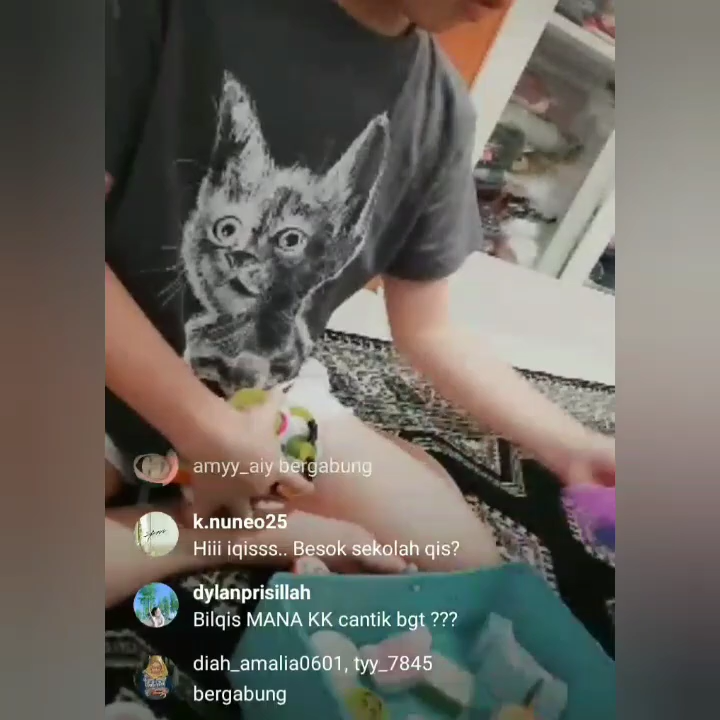 amyy_aiy bergabung
k.nuneo25
Hiii iqisss.. Besok sekolah qis?
dylanprisillah
Bilqis MANA KK cantik bgt ???
diah_amalia0601, tyy_7845
bergabung